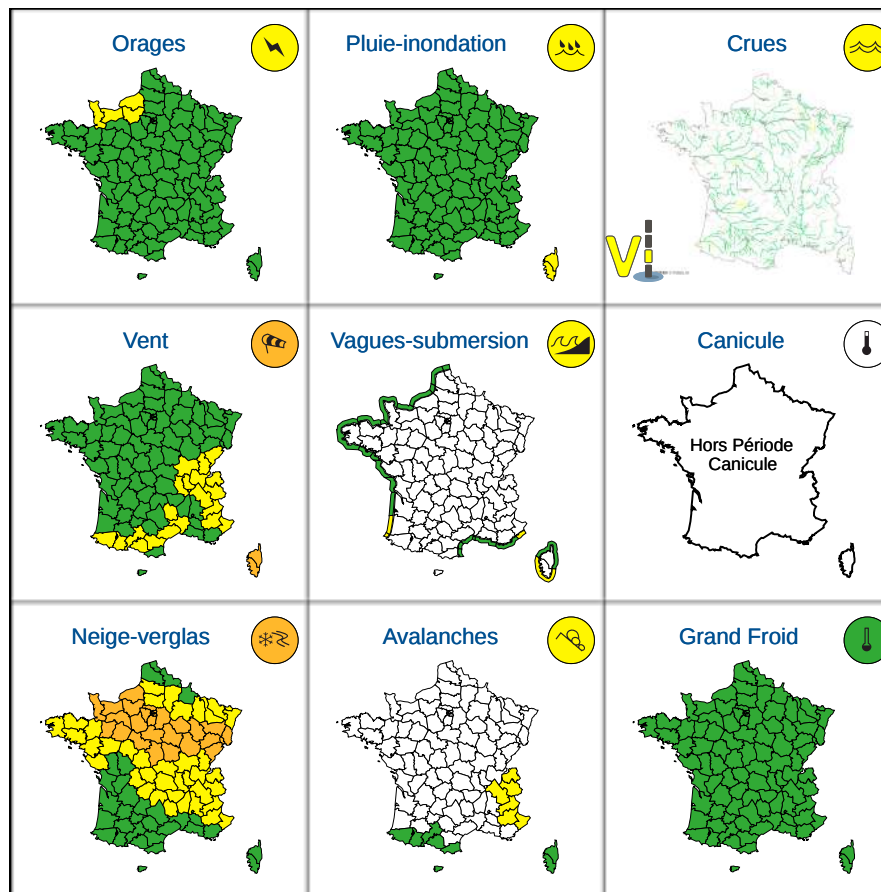 Orages
Pluie-inondation
Crues
Vent
Vagues-submersion
Canicule
Hors Période
Canicule
Neige-verglas
Avalanches
Grand Froid